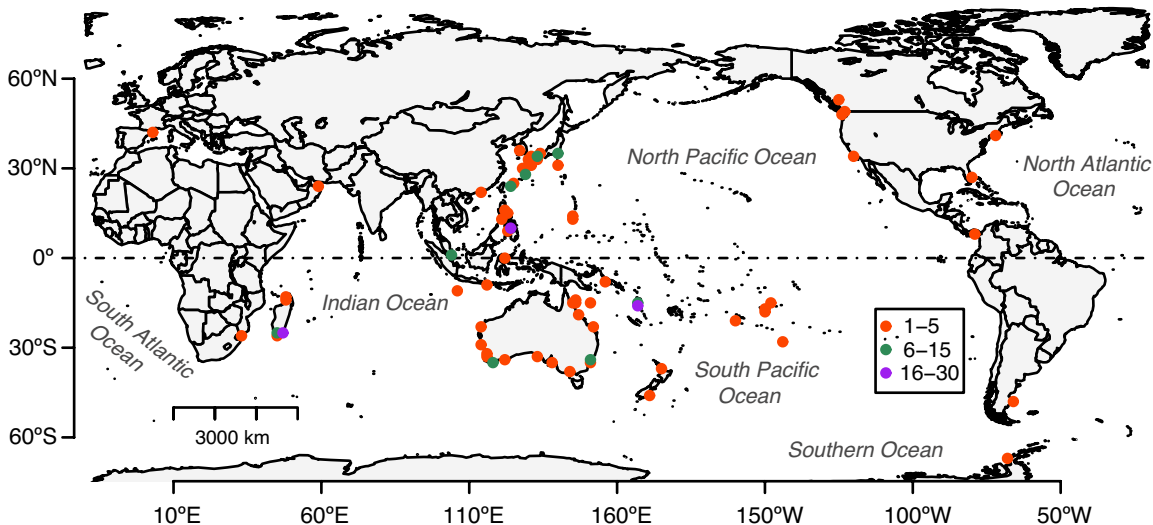 60°N
30°N
0°
30°S
60°S
North Pacific Ocean
North Atlantic
Ocean
Indian Ocean
South Atlantic
Ocean
South Pacific
Ocean
Southern Ocean
1–5
6–15
16–30
3000 km
10°E
60°E
110°E
160°E
150°W
100°W
50°W